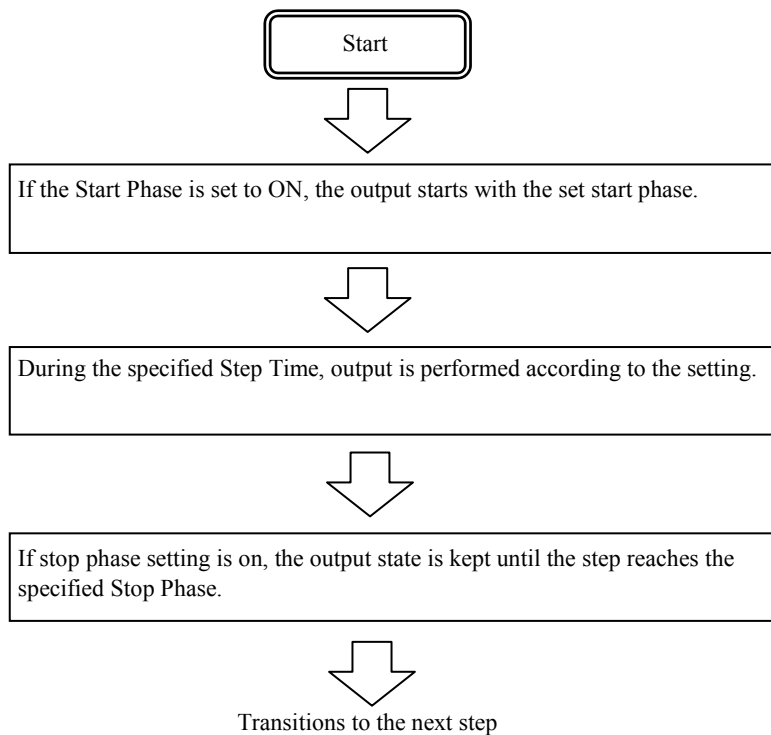 Start
If the Start Phase is set to ON, the output starts with the set start phase.
During the specified Step Time, output is performed according to the setting.
If stop phase setting is on, the output state is kept until the step reaches the
specified Stop Phase.
Transitions to the next step